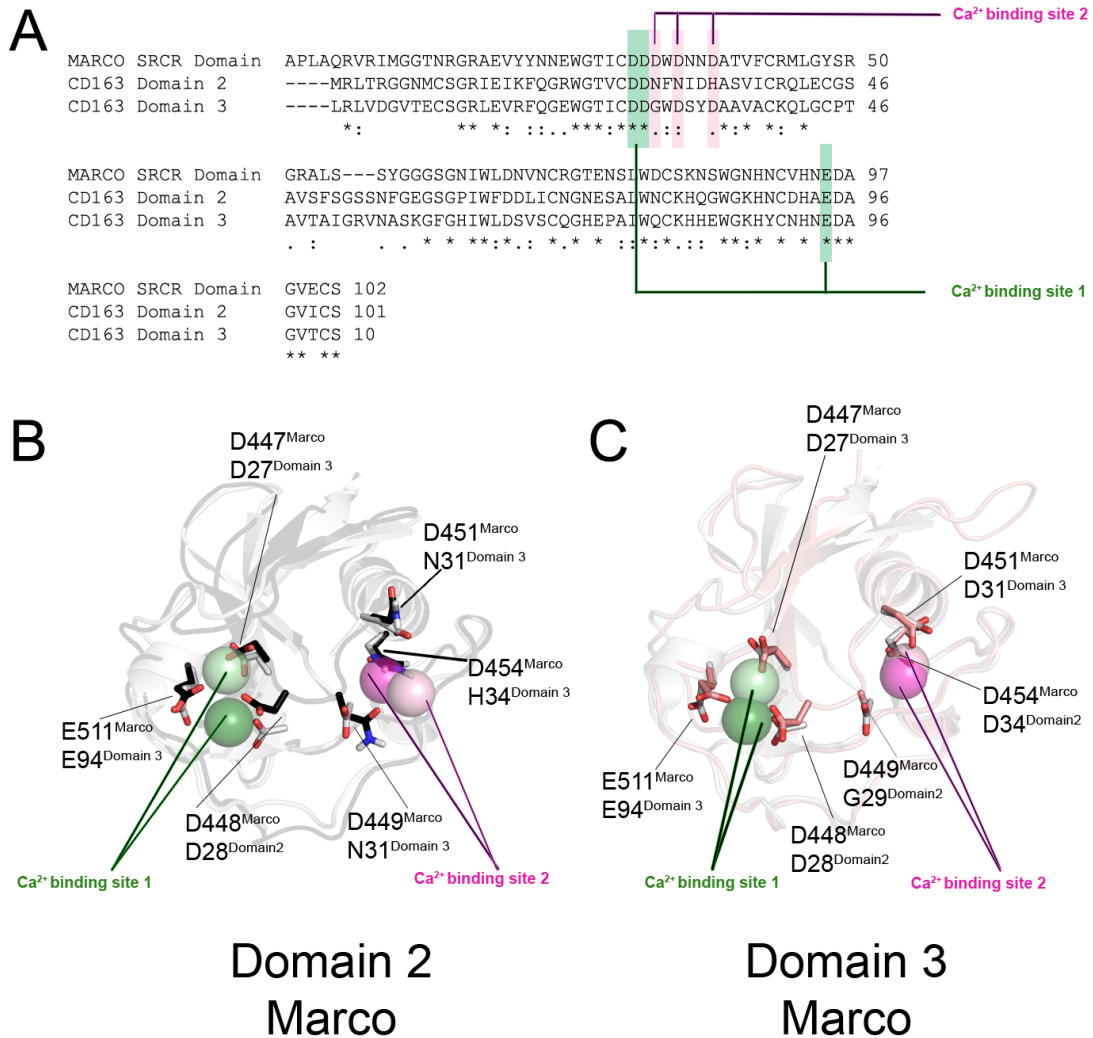 A
Ca2+ binding site 2
MARCO SRCR Domain APLAQRVRIMGGTNRGRAEVYYNNEWGTICDDDWDNNDATVFCRMLGYSR 50
CD163 Domain 2 ----MRLTRGGNMCSGRIEIKFQGRWGTVCDDNFNIDHASVICRQLECGS 46
CD163 Domain 3 ----LRLVDGVTECSGRLEVRFQGEWGTICDDGWDSYDAAVACKQLGCPT 46
*: ** *: ::.. ***:***.:: .*:* *: *
MARCO SRCR Domain GRALS---SYGGGSGNIWLDNVNCRGTENSLWDCSKNSWGNHNCVHNEDA 97
CD163 Domain 2 AVSFSGSSNFGEGSGPIWFDDLICNGNESALWNCKHQGWGKHNCDHAEDA 96
CD163 Domain 3 AVTAIGRVNASKGFGHIWLDSVSCQGHEPAIWQCKHHEWGKHYCNHNEDA 96
. : . . * * **:*.: *.* * ::*:*.:: **:* * * ***
Ca2+ binding site 1
MARCO SRCR Domain GVECS 102
CD163 Domain 2 GVICS 101
CD163 Domain 3 GVTCS 10
** **
B
D447Marco
D27Domain 3
D451Marco
N31Domain 3
D454Marco
H34Domain 3
E511Marco
E94Domain 3
D448Marco
D28Domain2
D449Marco
N31Domain 3
Ca2+ binding site 1
Ca2+ binding site 2
Domain 2
Marco
C
D447Marco
D27Domain 3
D451Marco
D31Domain 3
D454Marco
D34Domain2
E511Marco
E94Domain 3
D449Marco
G29Domain2
D448Marco
D28Domain2
Ca2+ binding site 1
Ca2+ binding site 2
Domain 3
Marco